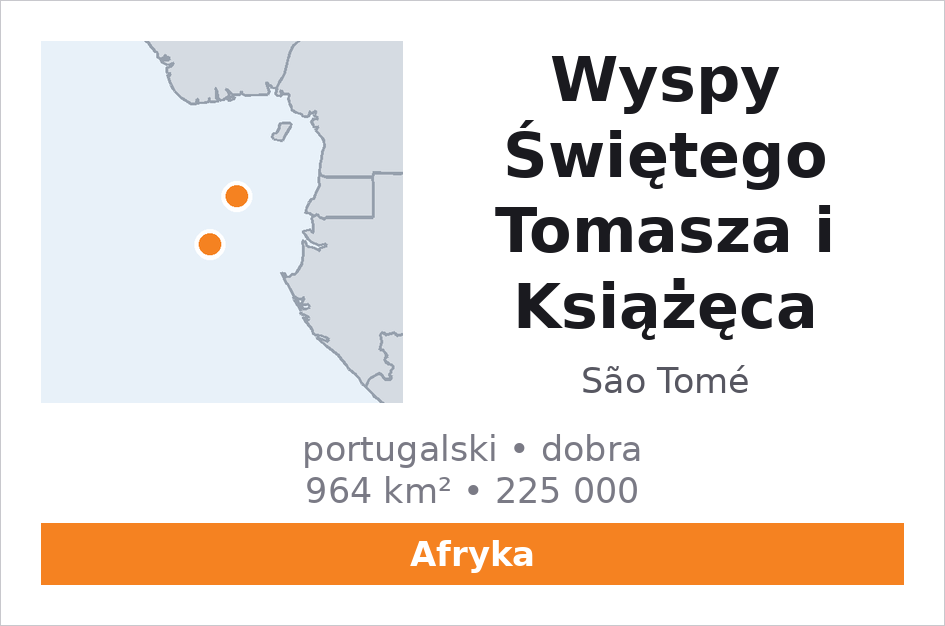 Wyspy
Świętego
Tomasza i
Książęca
São Tomé
portugalski • dobra
964 km² • 225 000
Afryka